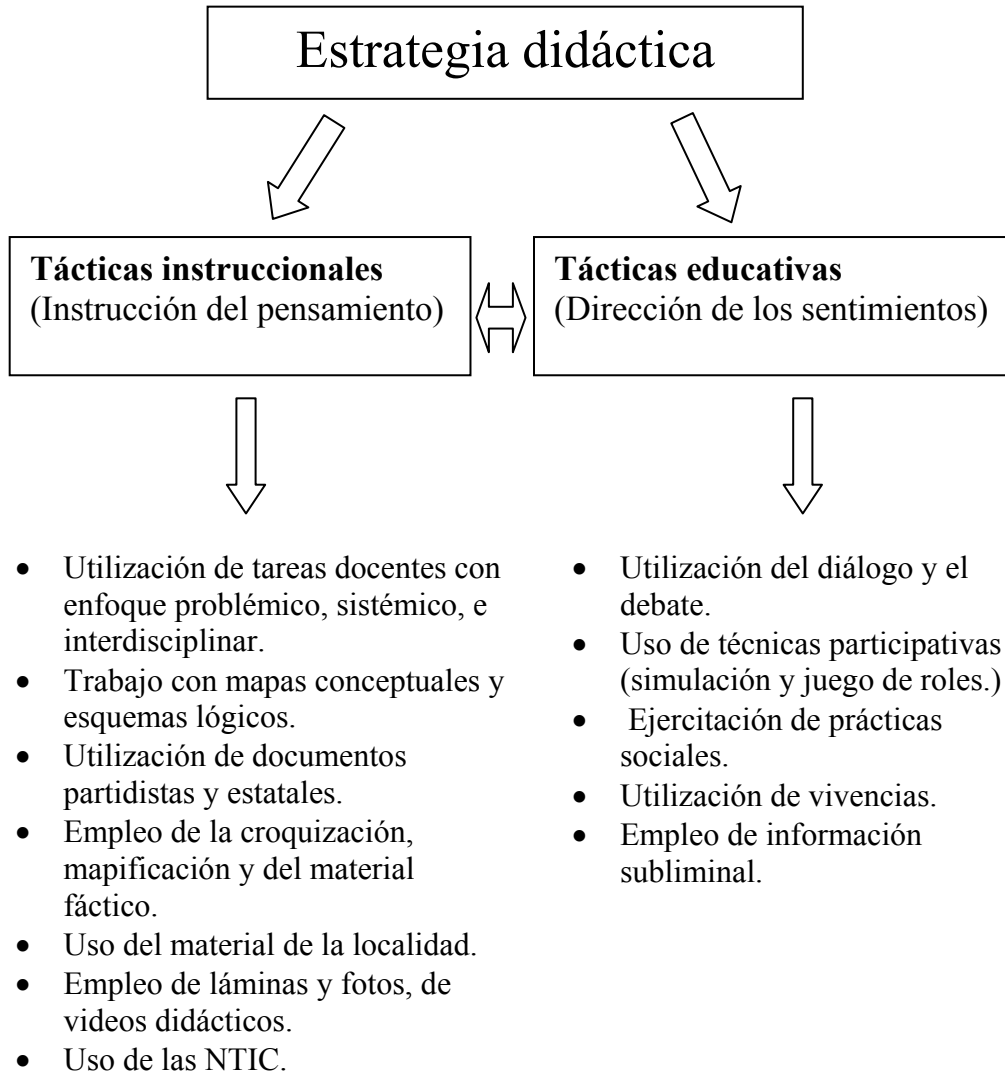 Estrategia didáctica
Tácticas instruccionales
(Instrucción del pensamiento)
Tácticas educativas
(Dirección de los sentimientos)
• Utilización de tareas docentes con
enfoque problémico, sistémico, e
interdisciplinar.
• Trabajo con mapas conceptuales y
esquemas lógicos.
• Utilización de documentos
partidistas y estatales.
• Empleo de la croquización,
mapificación y del material
fáctico.
• Uso del material de la localidad.
• Empleo de láminas y fotos, de
videos didácticos.
• Uso de las NTIC.
• Utilización del diálogo y el
debate.
• Uso de técnicas participativas
(simulación y juego de roles.)
• Ejercitación de prácticas
sociales.
• Utilización de vivencias.
• Empleo de información
subliminal.